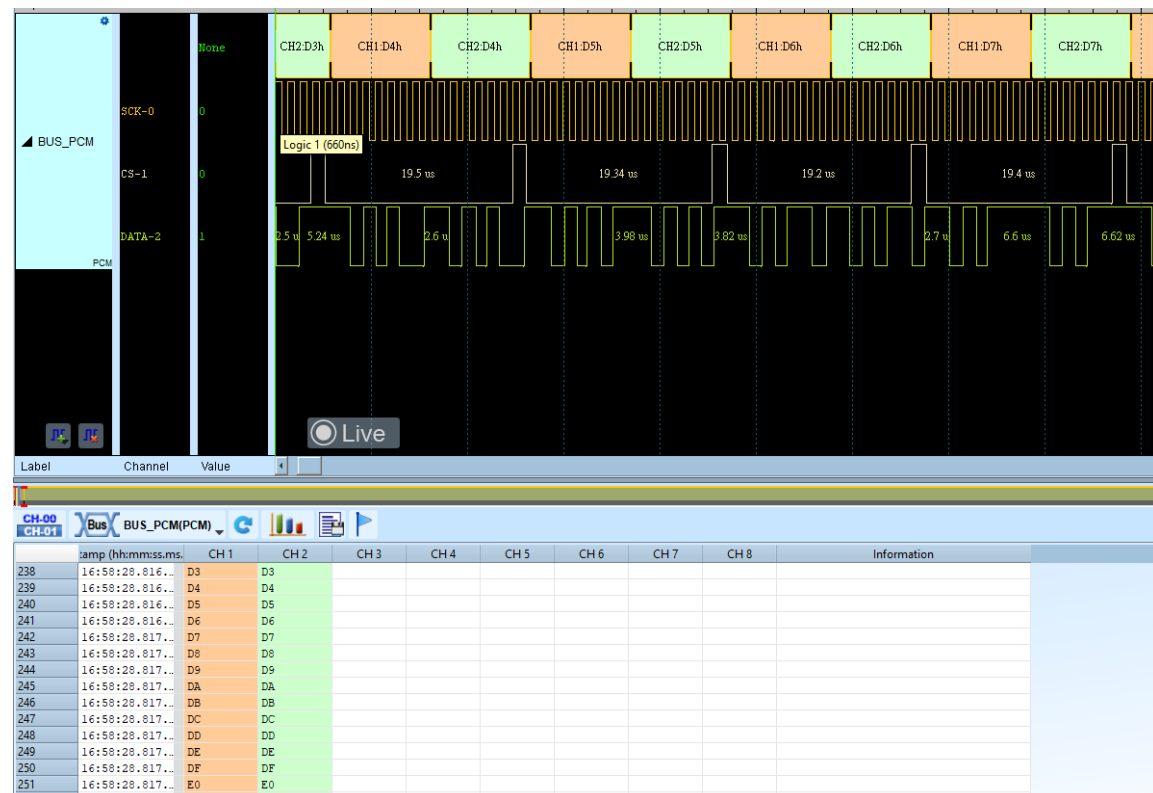 None
CH2:D3h CH1:D4h CH2:D4h CH1:D5h CH2:D5h CH1:D6h CH2:D6h CH1:D7h CH2:D7h
SCK-0 0
BUS_PCM
Logic 1 (660ns)
CS-1 0 19.5 us 19.34 us 19.2 us 19.4 us
DATA-2 1 2.5 u 5.24 us 2.6 u 3.98 us 3.82 us 2.7 u 6.6 us 6.62 us
PCM
Live
Label Channel Value
CH-00
CH-01
Bus BUS_PCM(PCM)
:amp (hh:mm:ss.ms. CH 1 CH 2 CH 3 CH 4 CH 5 CH 6 CH 7 CH 8 Information
238 16:58:28.816... D3 D3
239 16:58:28.816... D4 D4
240 16:58:28.816... D5 D5
241 16:58:28.816... D6 D6
242 16:58:28.817... D7 D7
243 16:58:28.817... D8 D8
244 16:58:28.817... D9 D9
245 16:58:28.817... DA DA
246 16:58:28.817... DB DB
247 16:58:28.817... DC DC
248 16:58:28.817... DD DD
249 16:58:28.817... DE DE
250 16:58:28.817... DF DF
251 16:58:28.817... E0 E0